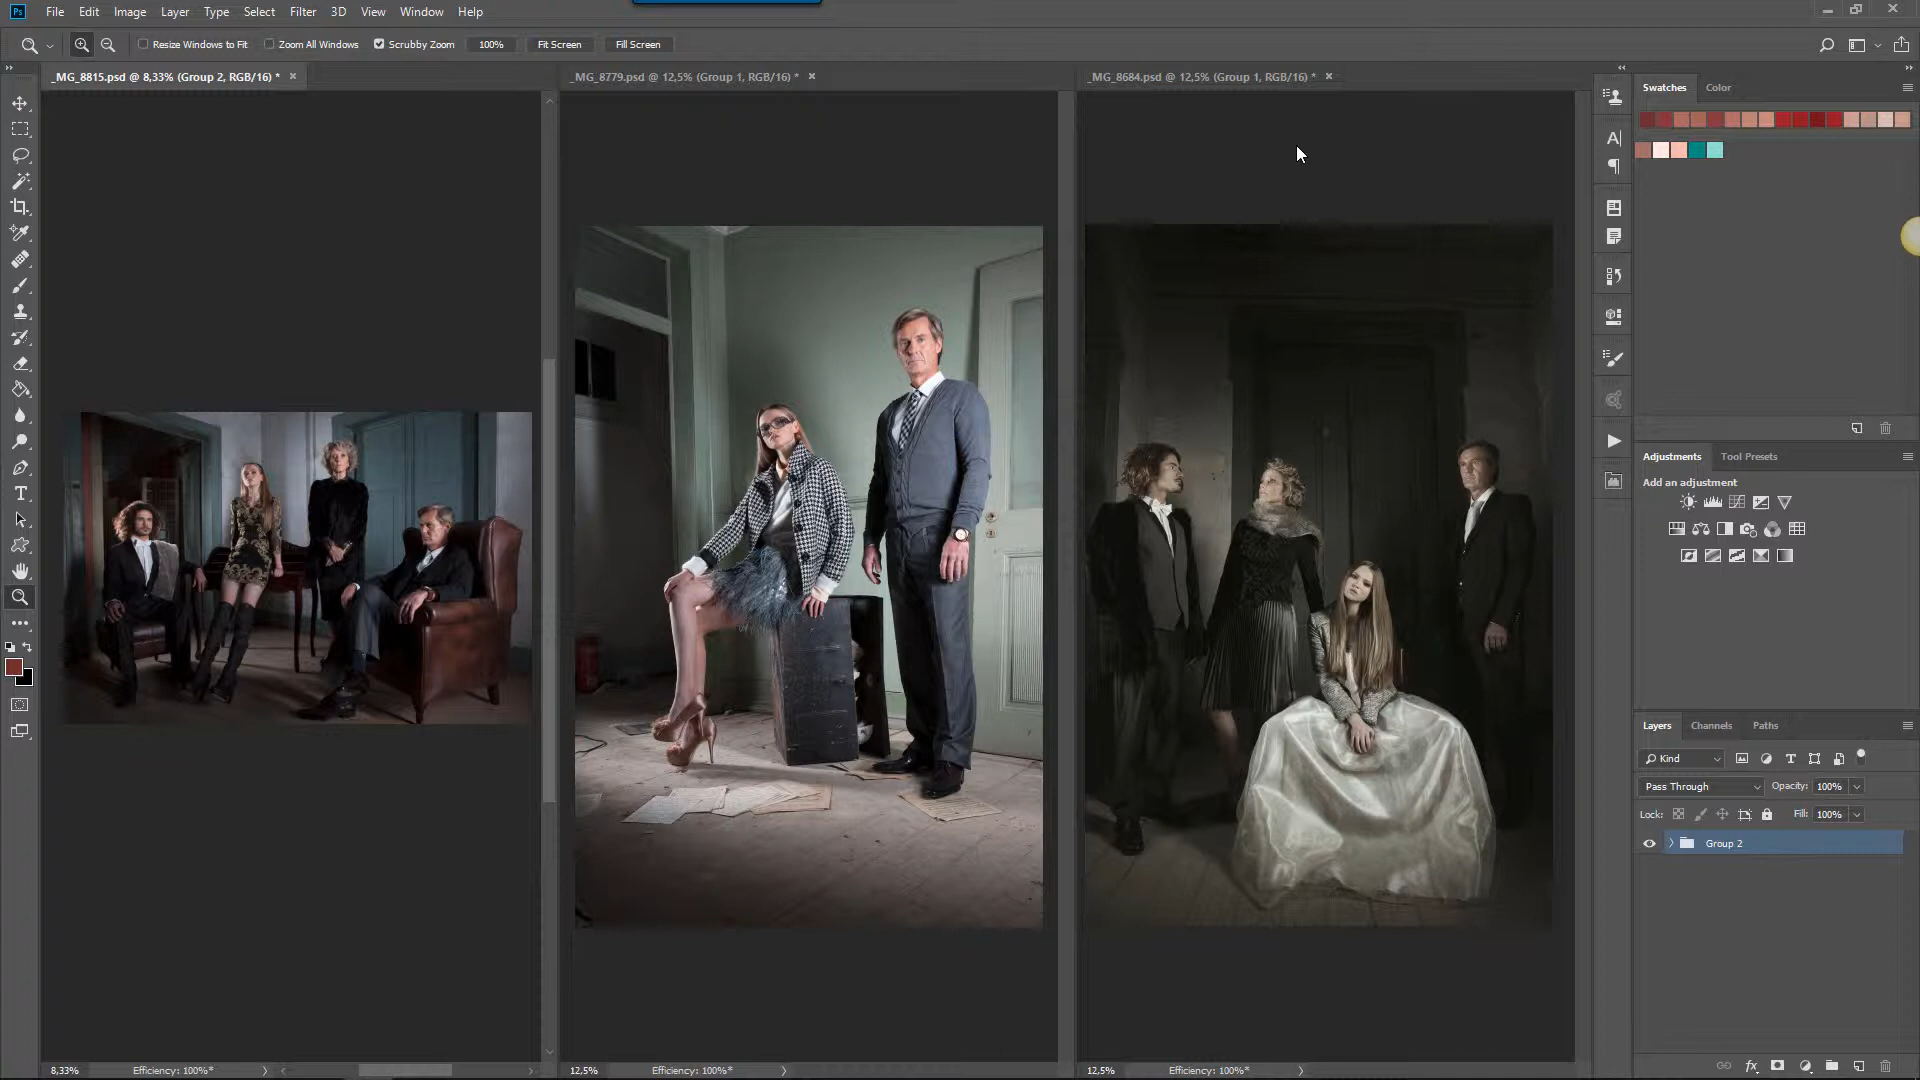 Ps File Edit Image Layer Type Select Filter 3D View Window Help
Resize Windows to Fit Zoom All Windows Scrubby Zoom 100% Fit Screen Fill Screen
_MG_8815.psd @ 8,33% (Group 2, RGB/16) * ×
_MG_8779.psd @ 12,5% (Group 1, RGB/16) * ×
_MG_8684.psd @ 12,5% (Group 1, RGB/16) * ×
Swatches Color
Adjustments Tool Presets
Add an adjustment
Layers Channels Paths
Kind
Pass Through Opacity: 100%
Lock: Fill: 100%
Group 2
8,33% Efficiency: 100%*
12,5% Efficiency: 100%*
12,5% Efficiency: 100%*